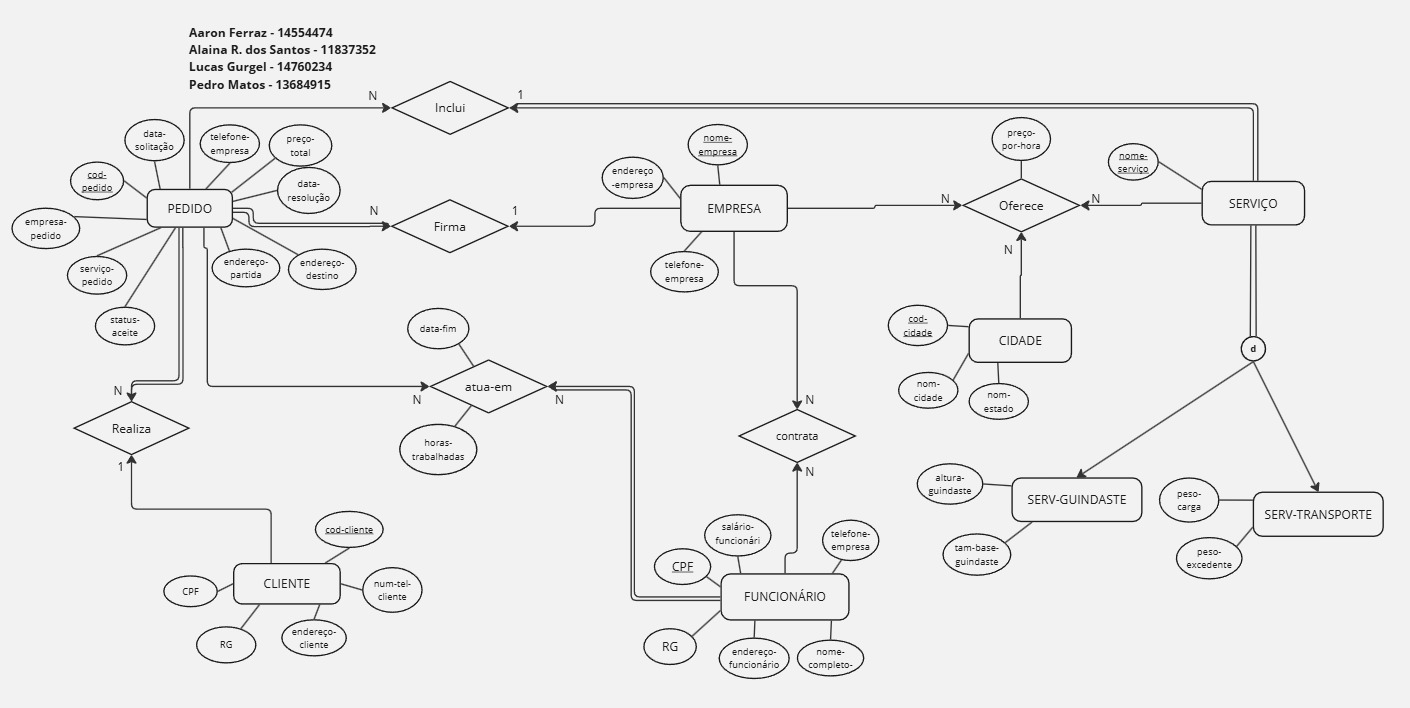 Aaron Ferraz - 14554474
Alaina R. dos Santos - 11837352
Lucas Gurgel - 14760234
Pedro Matos - 13684915
N
Inclui
1
data-
solitação
telefone-
empresa
preço-
total
cod-
pedido
data-
resolução
PEDIDO
empresa-
pedido
serviço-
pedido
status-
aceite
endereço-
partida
endereço-
destino
N
Firma
1
endereço
-empresa
nome-
empresa
EMPRESA
telefone-
empresa
preço-
por-hora
N
Oferece
N
N
nome-
serviço
SERVIÇO
cod-
cidade
CIDADE
nom-
cidade
nom-
estado
d
data-fim
atua-em
N
N
horas-
trabalhadas
N
Realiza
1
N
contrata
N
altura-
guindaste
SERV-GUINDASTE
tam-base-
guindaste
peso-
carga
SERV-TRANSPORTE
peso-
excedente
cod-cliente
CLIENTE
CPF
num-tel-
cliente
RG
endereço-
cliente
salário-
funcionári
telefone-
empresa
CPF
FUNCIONÁRIO
RG
endereço-
funcionário
nome-
completo-